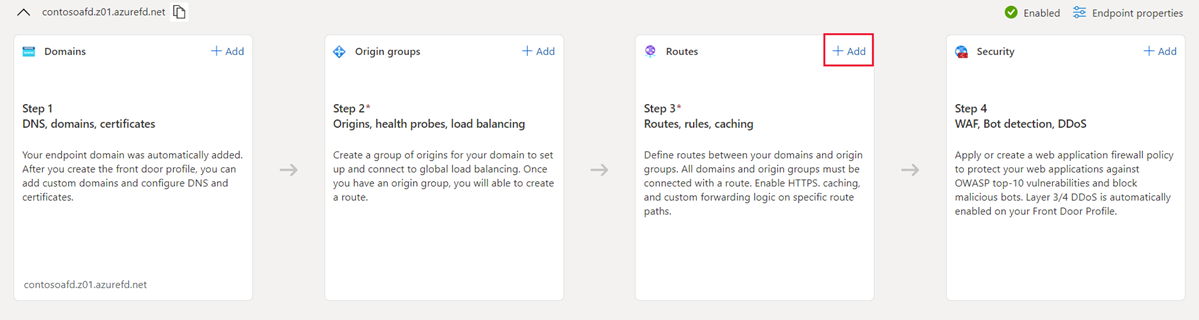 contosoafd.z01.azurefd.net
Enabled
Endpoint properties
Domains
+ Add
Step 1
DNS, domains, certificates
Your endpoint domain was automatically added.
After you create the front door profile, you can
add custom domains and configure DNS and
certificates.
contosoafd.z01.azurefd.net
Origin groups
+ Add
Step 2*
Origins, health probes, load balancing
Create a group of origins for your domain to set
up and connect to global load balancing. Once
you have an origin group, you will able to create
a route.
Routes
+ Add
Step 3*
Routes, rules, caching
Define routes between your domains and origin
groups. All domains and origin groups must be
connected with a route. Enable HTTPS. caching,
and custom forwarding logic on specific route
paths.
Security
+ Add
Step 4
WAF, Bot detection, DDoS
Apply or create a web application firewall policy
to protect your web applications against
OWASP top-10 vulnerabilities and block
malicious bots. Layer 3/4 DDoS is automatically
enabled on your Front Door Profile.